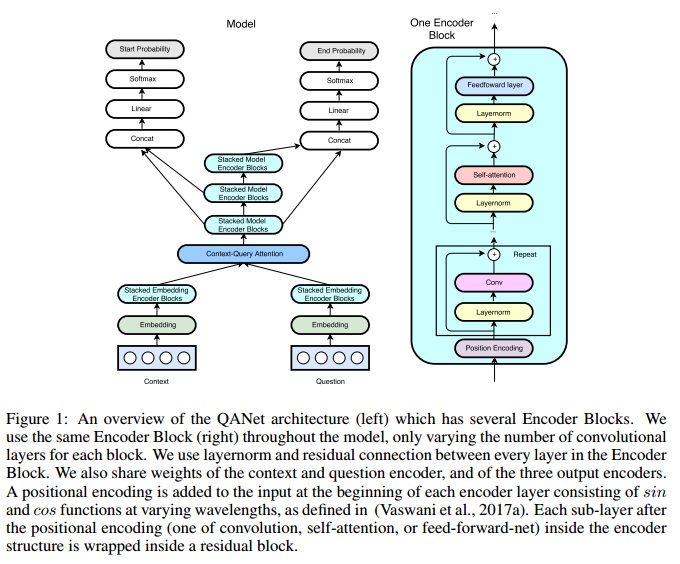 Model
One Encoder
Block
...
Start Probability
End Probability
Softmax
Softmax
Linear
Linear
Concat
Concat
Stacked Model
Encoder Blocks
Stacked Model
Encoder Blocks
Stacked Model
Encoder Blocks
Context-Query Attention
Stacked Embedding
Encoder Blocks
Stacked Embedding
Encoder Blocks
Embedding
Embedding
Context
Question
+
Feedfoward layer
Layernorm
...
+
Self-attention
Layernorm
...
+
Repeat
Conv
Layernorm
Position Encoding
Figure 1: An overview of the QANet architecture (left) which has several Encoder Blocks. We
use the same Encoder Block (right) throughout the model, only varying the number of convolutional
layers for each block. We use layernorm and residual connection between every layer in the Encoder
Block. We also share weights of the context and question encoder, and of the three output encoders.
A positional encoding is added to the input at the beginning of each encoder layer consisting of sin
and cos functions at varying wavelengths, as defined in (Vaswani et al., 2017a). Each sub-layer after
the positional encoding (one of convolution, self-attention, or feed-forward-net) inside the encoder
structure is wrapped inside a residual block.